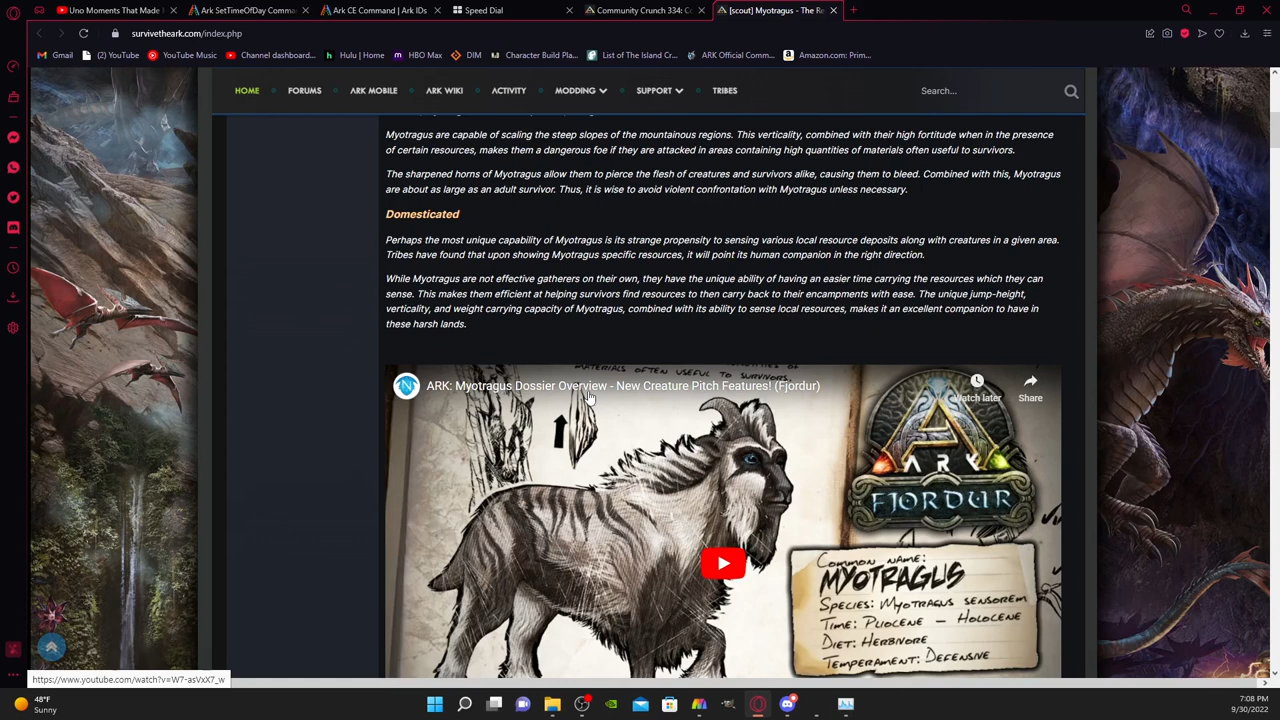 Uno Moments That Made
Ark SetTimeOfDay Comma
Ark CE Command | Ark IDs
Speed Dial
Community Crunch 334: C
[scout] Myotragus - The Re
survivetheark.com/index.php
Gmail
(2) YouTube
YouTube Music
Channel dashboard...
Hulu | Home
HBO Max
DIM
Character Build Pla...
List of The Island Cr...
ARK Official Comm...
Amazon.com: Prim...
HOME
FORUMS
ARK MOBILE
ARK WIKI
ACTIVITY
MODDING
SUPPORT
TRIBES
Search...
Myotragus are capable of scaling the steep slopes of the mountainous regions. This verticality, combined with their high fortitude when in the presence
of certain resources, makes them a dangerous foe if they are attacked in areas containing high quantities of materials often useful to survivors.
The sharpened horns of Myotragus allow them to pierce the flesh of creatures and survivors alike, causing them to bleed. Combined with this, Myotragus
are about as large as an adult survivor. Thus, it is wise to avoid violent confrontation with Myotragus unless necessary.
Domesticated
Perhaps the most unique capability of Myotragus is its strange propensity to sensing various local resource deposits along with creatures in a given area.
Tribes have found that upon showing Myotragus specific resources, it will point its human companion in the right direction.
While Myotragus are not effective gatherers on their own, they have the unique ability of having an easier time carrying the resources which they can
sense. This makes them efficient at helping survivors find resources to then carry back to their encampments with ease. The unique jump-height,
verticality, and weight carrying capacity of Myotragus, combined with its ability to sense local resources, makes it an excellent companion to have in
these harsh lands.
MATERIALS OFTEN USEFUL TO SURVIVORS.
ARK: Myotragus Dossier Overview - New Creature Pitch Features! (Fjordur)
Watch later
Share
ARK
FJORDUR
COMMON NAME:
MYOTRAGUS
SPECIES: MYOTRAGUS SENSOREM
TIME: PLIOCENE - HOLOCENE
DIET: HERBIVORE
TEMPERAMENT: DEFENSIVE
https://www.youtube.com/watch?v=W7-asVxX7_w
48°F
Sunny
7:08 PM
9/30/2022